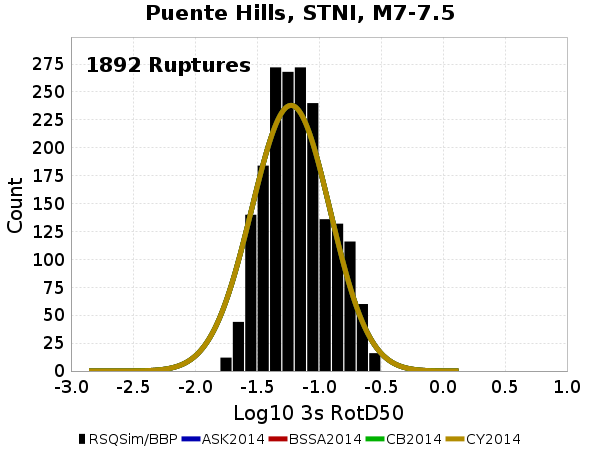 Puente Hills, STNI, M7-7.5
1892 Ruptures
275
250
225
200
175
150
125
100
75
50
25
0
Count
-3.0 -2.5 -2.0 -1.5 -1.0 -0.5 0.0 0.5 1.0
Log10 3s RotD50
RSQSim/BBP ASK2014 BSSA2014 CB2014 CY2014